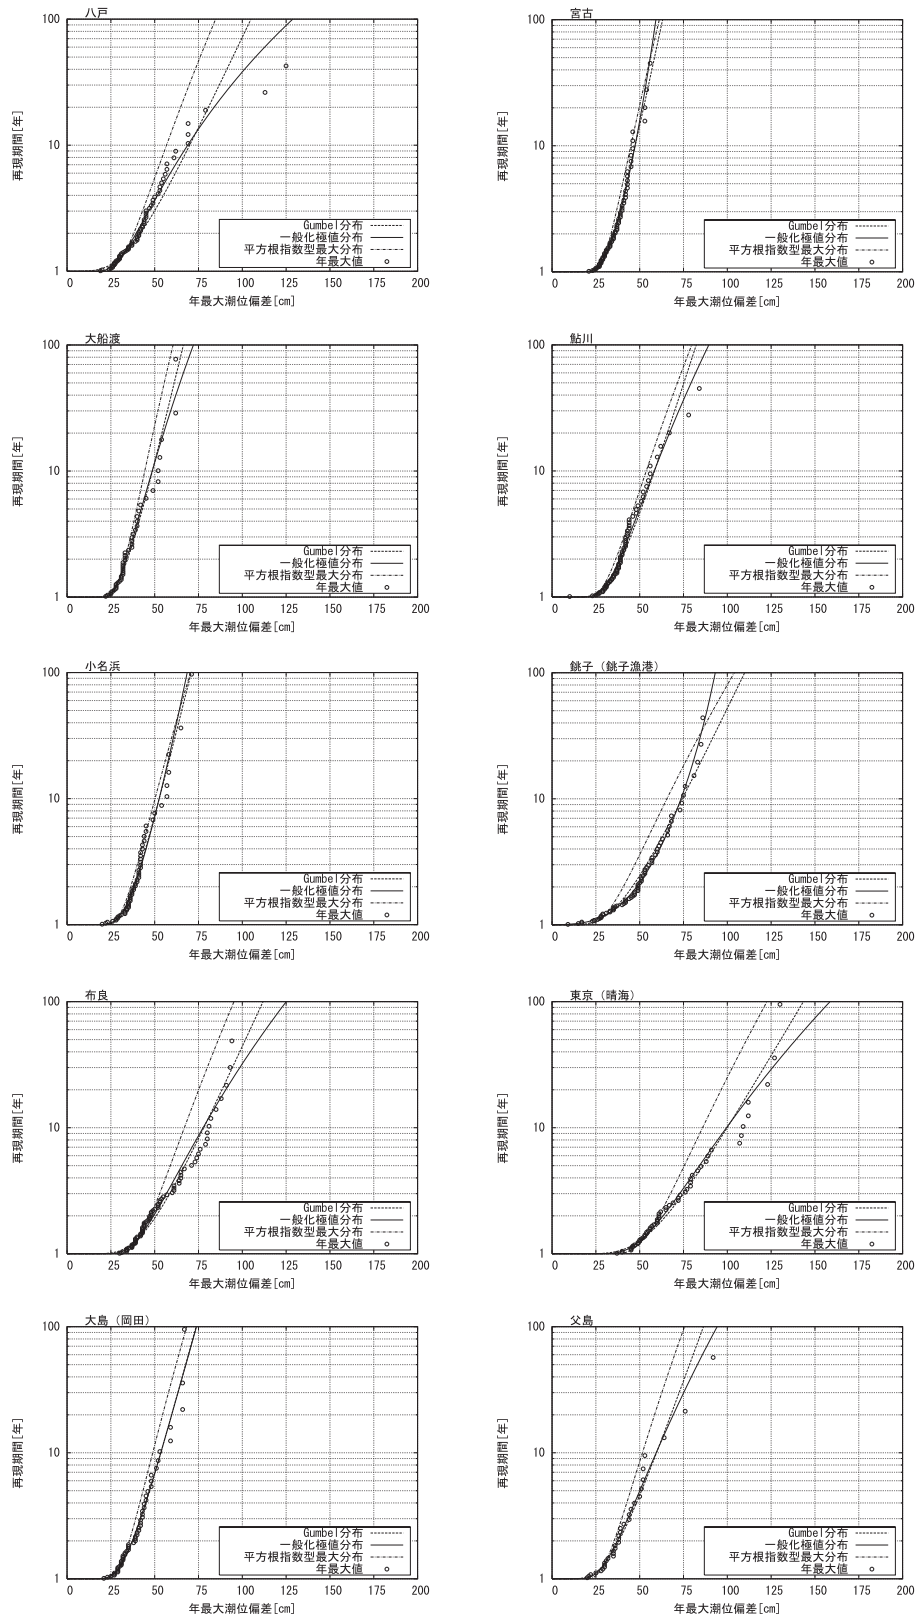 八戸
再現期間[年]
100
10
1
Gumbel分布
一般化極値分布
平方根指数型最大分布
年最大値
0 25 50 75 100 125 150 175 200
年最大潮位偏差[cm]
宮古
再現期間[年]
100
10
1
Gumbel分布
一般化極値分布
平方根指数型最大分布
年最大値
0 25 50 75 100 125 150 175 200
年最大潮位偏差[cm]
大船渡
再現期間[年]
100
10
1
Gumbel分布
一般化極値分布
平方根指数型最大分布
年最大値
0 25 50 75 100 125 150 175 200
年最大潮位偏差[cm]
鮎川
再現期間[年]
100
10
1
Gumbel分布
一般化極値分布
平方根指数型最大分布
年最大値
0 25 50 75 100 125 150 175 200
年最大潮位偏差[cm]
小名浜
再現期間[年]
100
10
1
Gumbel分布
一般化極値分布
平方根指数型最大分布
年最大値
0 25 50 75 100 125 150 175 200
年最大潮位偏差[cm]
銚子（銚子漁港）
再現期間[年]
100
10
1
Gumbel分布
一般化極値分布
平方根指数型最大分布
年最大値
0 25 50 75 100 125 150 175 200
年最大潮位偏差[cm]
布良
再現期間[年]
100
10
1
Gumbel分布
一般化極値分布
平方根指数型最大分布
年最大値
0 25 50 75 100 125 150 175 200
年最大潮位偏差[cm]
東京（晴海）
再現期間[年]
100
10
1
Gumbel分布
一般化極値分布
平方根指数型最大分布
年最大値
0 25 50 75 100 125 150 175 200
年最大潮位偏差[cm]
大島（岡田）
再現期間[年]
100
10
1
Gumbel分布
一般化極値分布
平方根指数型最大分布
年最大値
0 25 50 75 100 125 150 175 200
年最大潮位偏差[cm]
父島
再現期間[年]
100
10
1
Gumbel分布
一般化極値分布
平方根指数型最大分布
年最大値
0 25 50 75 100 125 150 175 200
年最大潮位偏差[cm]